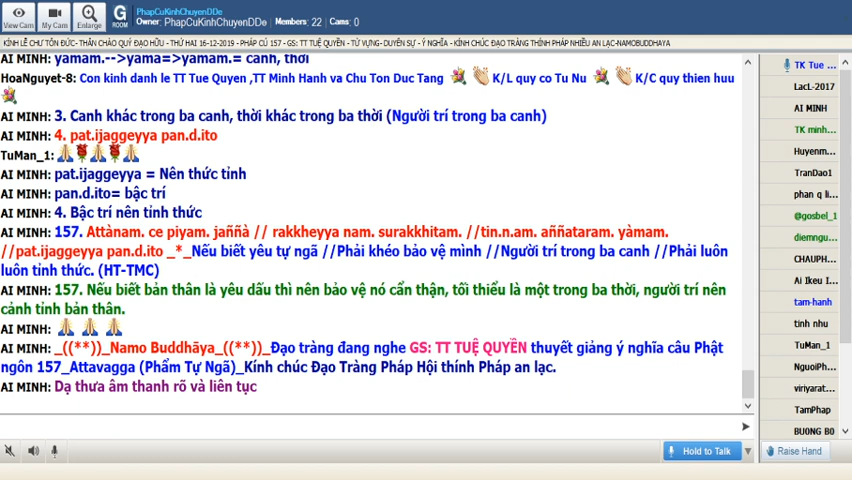 PhapCuKinhChuyenDDe
Owner: PhapCuKinhChuyenDDe Members: 22 Cams: 0
View Cam
My Cam
Enlarge
G
ROOM
KÍNH LỄ CHƯ TÔN ĐỨC- THÂN CHÀO QUÝ ĐẠO HỮU - THỨ HAI 16-12-2019 - PHÁP CÚ 157 - GS: TT TUỆ QUYỀN - TỪ VỰNG- DUYÊN SỰ - Ý NGHĨA - KÍNH CHÚC ĐẠO TRÀNG THÍNH PHÁP NHIỀU AN LẠC-NAMOBUDDHAYA
AI MINH: yamam.-->yama=>yamam.= canh, thời
HoaNguyet-8: Con kinh danh le TT Tue Quyen ,TT Minh Hanh va Chu Ton Duc Tang K/L quy co Tu Nu K/C quy thien huu
AI MINH: 3. Canh khác trong ba canh, thời khác trong ba thời (Người trí trong ba canh)
AI MINH: 4. pat.ijaggeyya pan.d.ito
TuMan_1:
AI MINH: pat.ijaggeyya = Nên thức tỉnh
AI MINH: pan.d.ito= bậc trí
AI MINH: 4. Bậc trí nên tỉnh thức
AI MINH: 157. Attànam. ce piyam. jaññà // rakkheyya nam. surakkhitam. //tin.n.am. aññataram. yàmam.
//pat.ijaggeyya pan.d.ito _*_Nếu biết yêu tự ngã //Phải khéo bảo vệ mình //Người trí trong ba canh //Phải luôn
luôn tỉnh thức. (HT-TMC)
AI MINH: 157. Nếu biết bản thân là yêu dấu thì nên bảo vệ nó cẩn thận, tối thiểu là một trong ba thời, người trí nên
cảnh tỉnh bản thân.
AI MINH:
AI MINH: _((**))_Namo Buddhāya_((**))_Đạo tràng đang nghe GS: TT TUỆ QUYỀN thuyết giảng ý nghĩa câu Phật
ngôn 157_Attavagga (Phẩm Tự Ngã)_Kính chúc Đạo Tràng Pháp Hội thính Pháp an lạc.
AI MINH: Dạ thưa âm thanh rõ và liên tục
TK Tue ...
LacL-2017
AI MINH
TK minh...
Huyenm...
TranDao1
phan q li...
@gosbel_1
diemngu...
CHAUPH...
Ai Ikeu I...
tam-hanh
tinh nhu
TuMan_1
NguoiPh...
viriyarat...
TamPhap
BUONG BO
Hold to Talk
Raise Hand